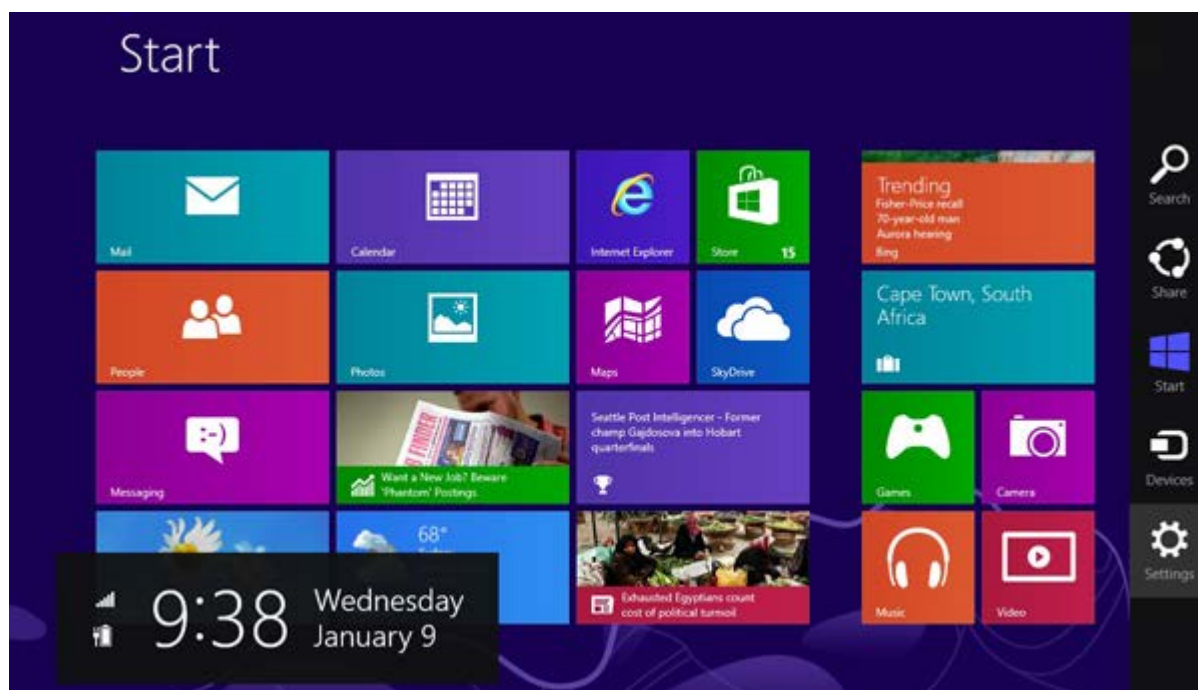 Start
Mail
Calendar
Internet Explorer
Store
15
Trending
Fisher-Price recall
70-year-old man
Aurora hearing
Bing
People
Photos
Maps
SkyDrive
Cape Town, South
Africa
Messaging
Want a New Job? Beware
'Phantom' Postings
Seattle Post Intelligencer - Former
champ Gajdosova into Hobart
quarterfinals
Games
Camera
68°
Exhausted Egyptians count
cost of political turmoil
Music
Video
9:38
Wednesday
January 9
Search
Share
Start
Devices
Settings